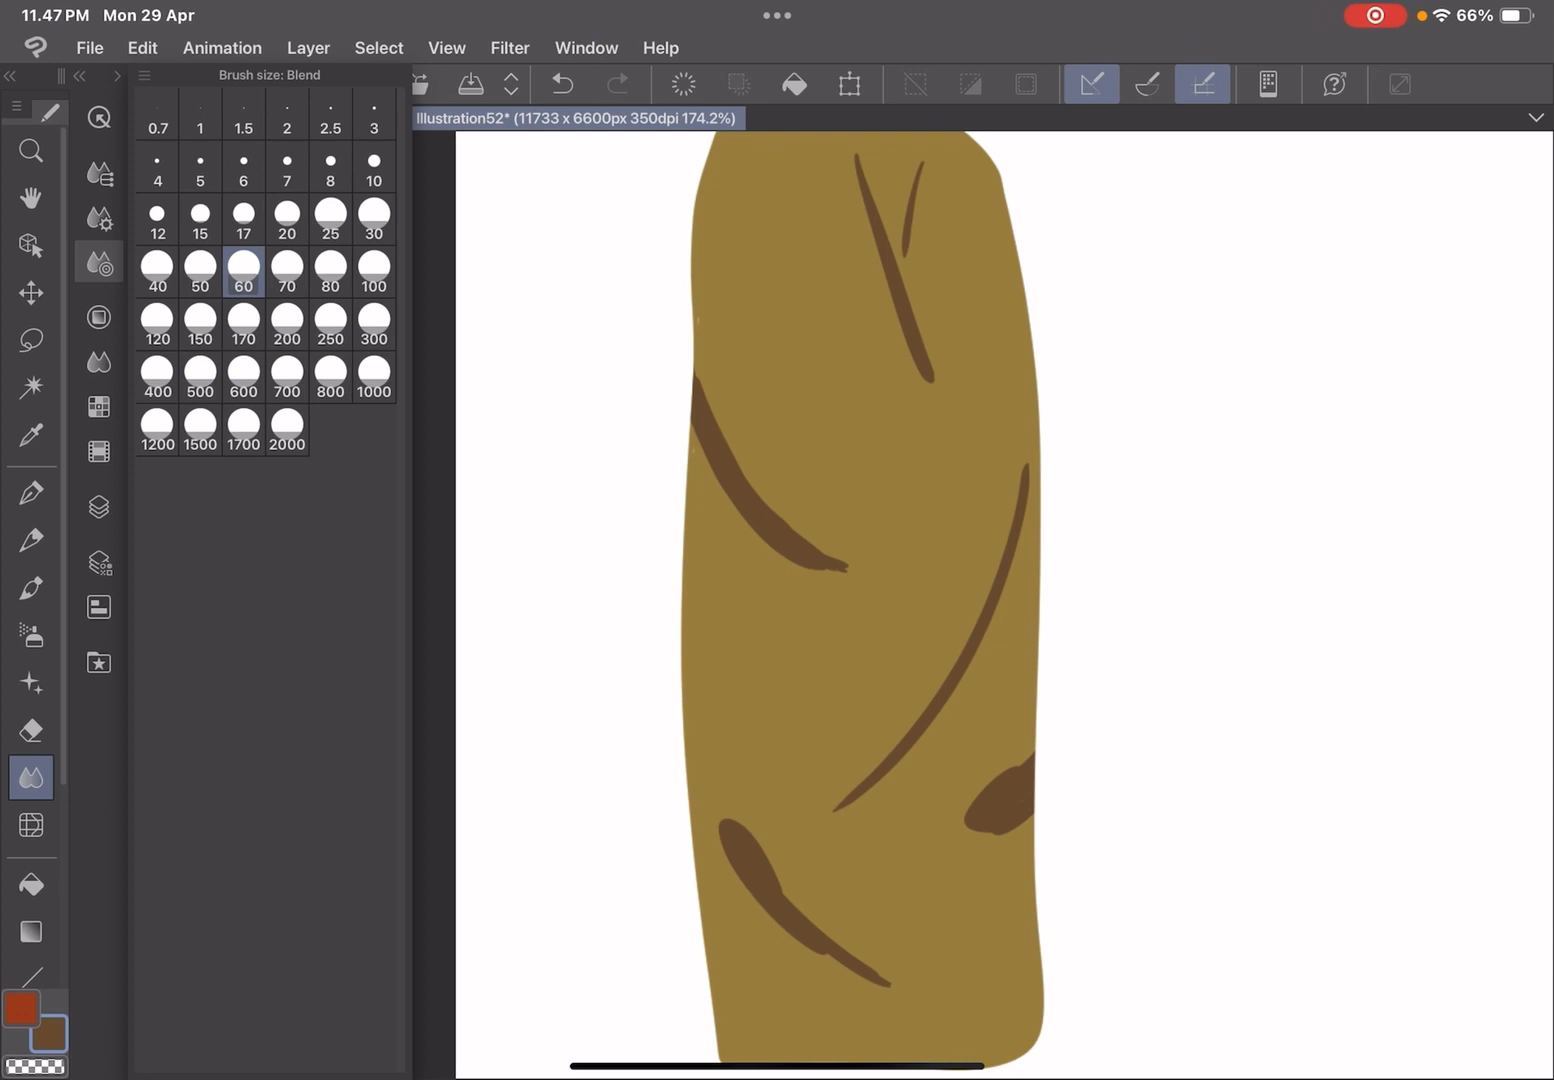 11.47 PM Mon 29 Apr
66%
File Edit Animation Layer Select View Filter Window Help
Brush size: Blend
Illustration52* (11733 x 6600px 350dpi 174.2%)
0.7 1 1.5 2 2.5 3
4 5 6 7 8 10
12 15 17 20 25 30
40 50 60 70 80 100
120 150 170 200 250 300
400 500 600 700 800 1000
1200 1500 1700 2000